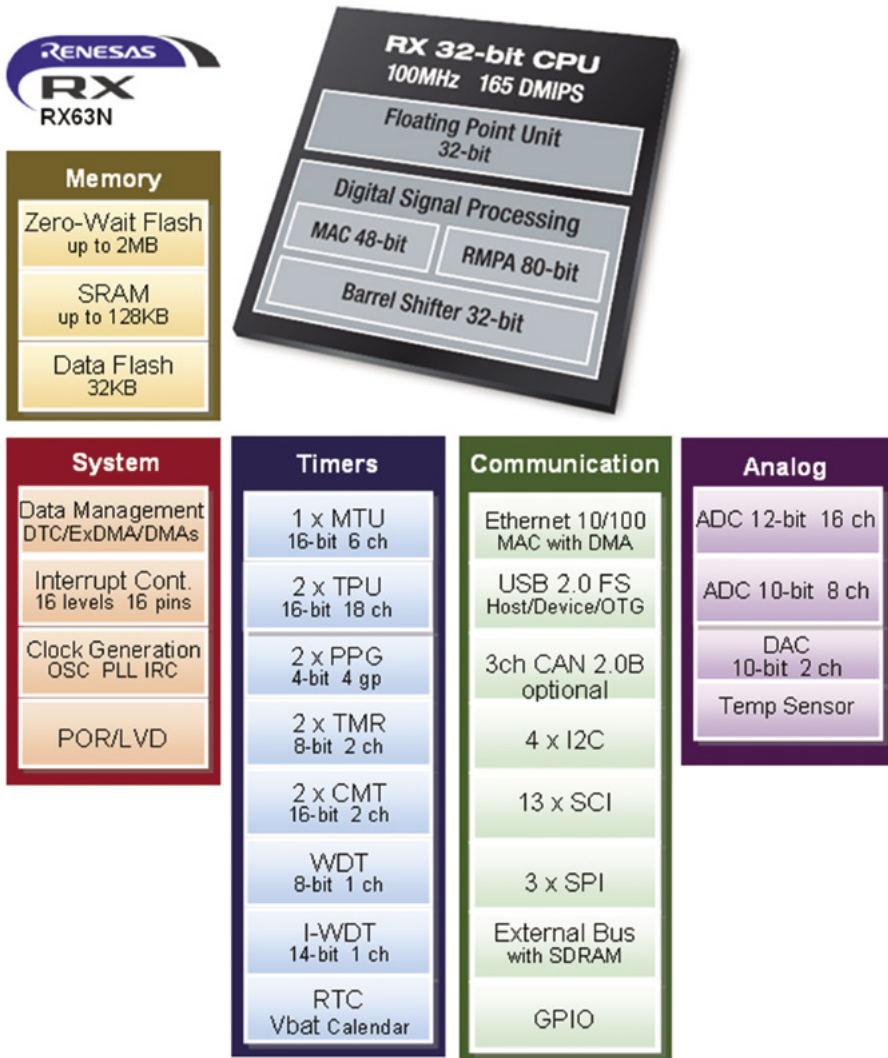 RENESAS
RX
RX63N
RX 32-bit CPU
100MHz 165 DMIPS
Floating Point Unit
32-bit
Digital Signal Processing
MAC 48-bit
RMPA 80-bit
Barrel Shifter 32-bit
Memory
Zero-Wait Flash
up to 2MB
SRAM
up to 128KB
Data Flash
32KB
System
Data Management
DTC/ExDMA/DMAs
Interrupt Cont.
16 levels 16 pins
Clock Generation
OSC PLL IRC
POR/LVD
Timers
1 x MTU
16-bit 6 ch
2 x TPU
16-bit 18 ch
2 x PPG
4-bit 4 gp
2 x TMR
8-bit 2 ch
2 x CMT
16-bit 2 ch
WDT
8-bit 1 ch
I-WDT
14-bit 1 ch
RTC
Vbat Calendar
Communication
Ethernet 10/100
MAC with DMA
USB 2.0 FS
Host/Device/OTG
3ch CAN 2.0B
optional
4 x I2C
13 x SCI
3 x SPI
External Bus
with SDRAM
GPIO
Analog
ADC 12-bit 16 ch
ADC 10-bit 8 ch
DAC
10-bit 2 ch
Temp Sensor